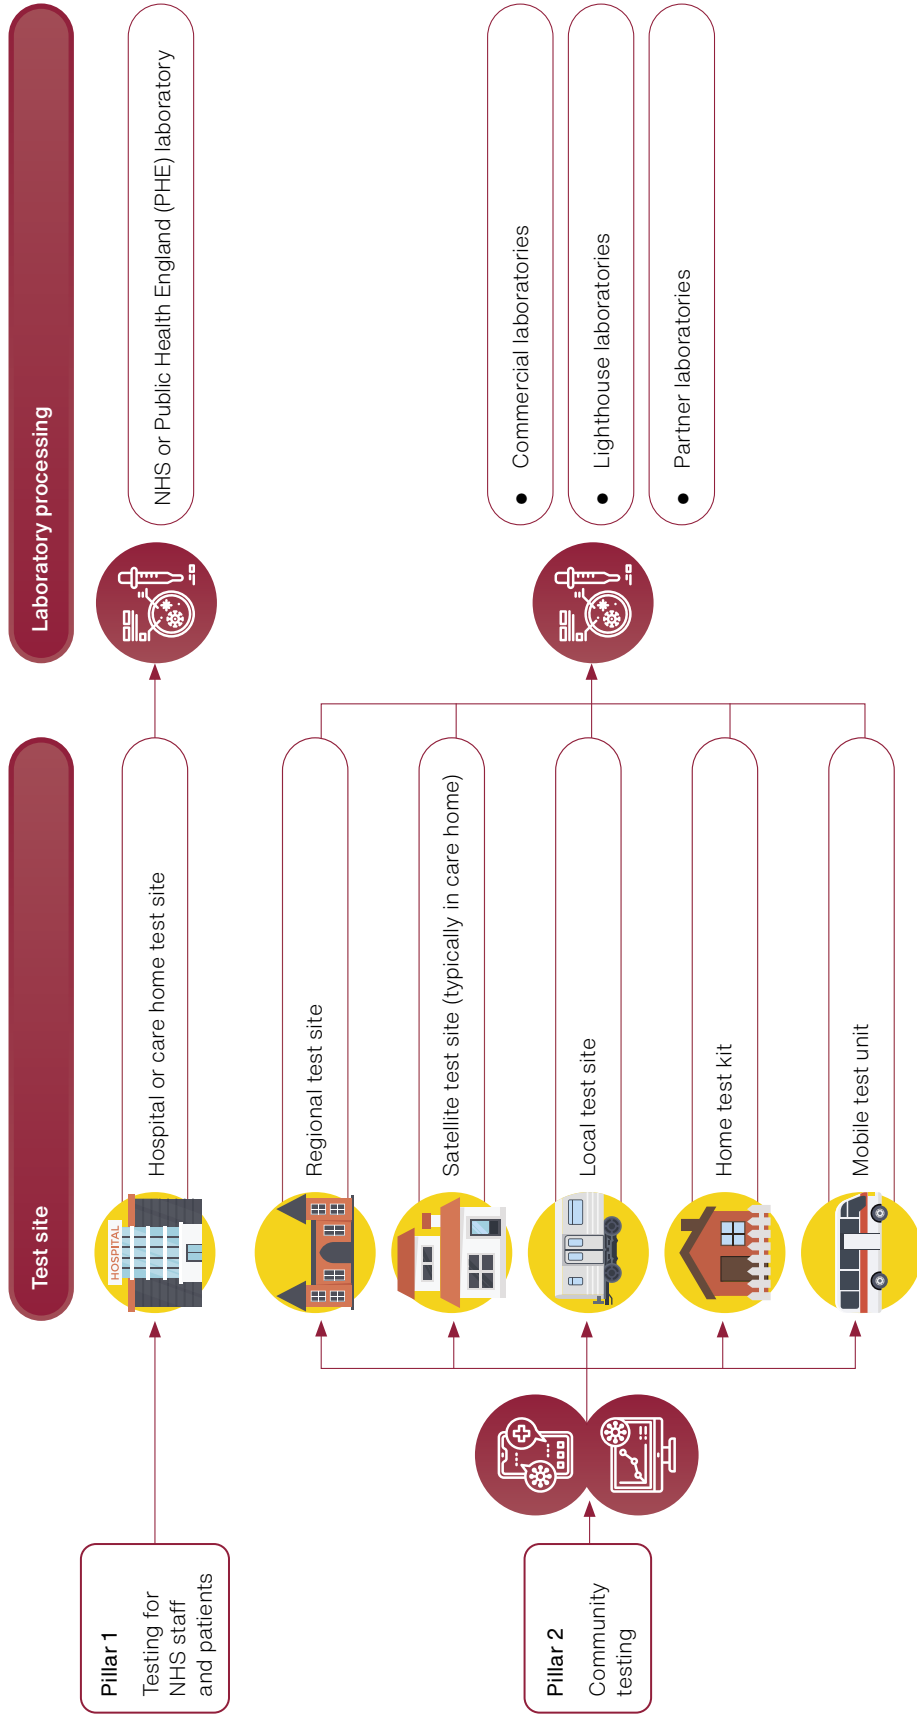 Test site
Laboratory processing
Pillar 1
Testing for
NHS staff
and patients
HOSPITAL
Hospital or care home test site
NHS or Public Health England (PHE) laboratory
Pillar 2
Community
testing
Regional test site
Satellite test site (typically in care home)
Local test site
Home test kit
Mobile test unit
● Commercial laboratories
● Lighthouse laboratories
● Partner laboratories